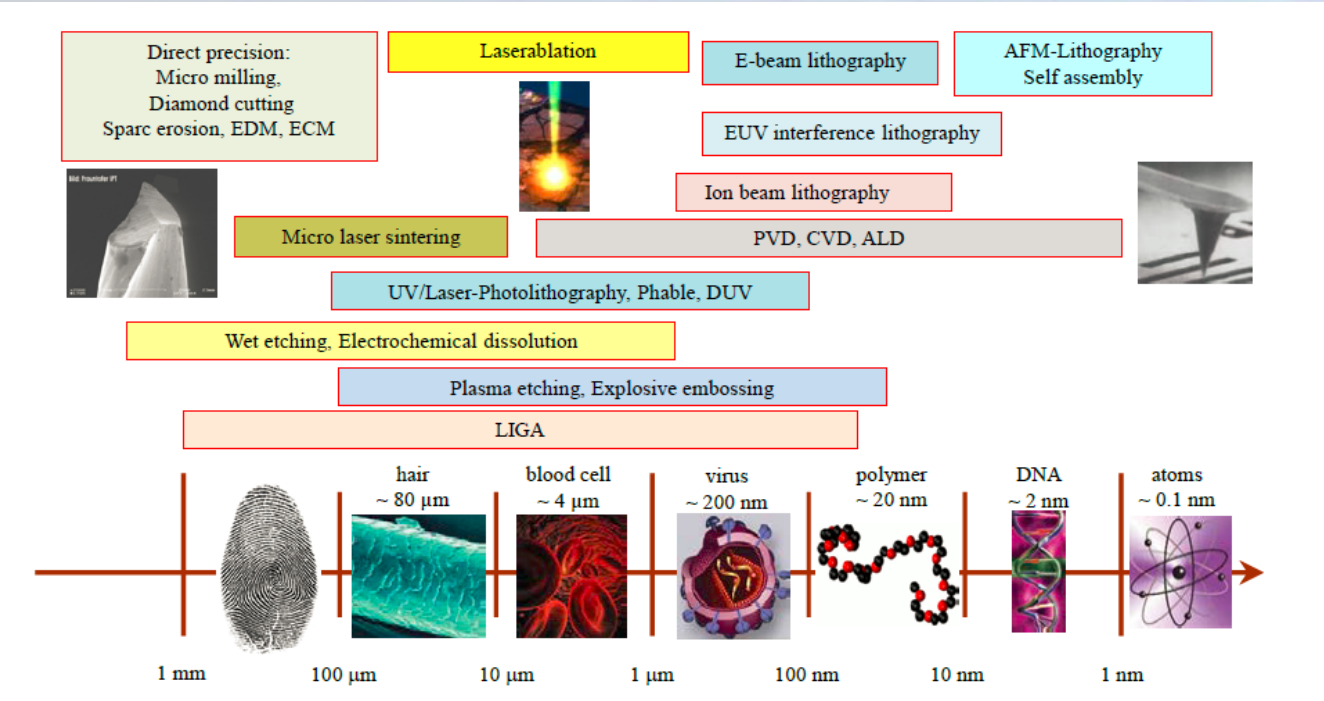 Direct precision:
Micro milling,
Diamond cutting
Sparc erosion, EDM, ECM
Laserablation
E-beam lithography
AFM-Lithography
Self assembly
EUV interference lithography
Bild: Fraunhofer IPT
Ion beam lithography
Micro laser sintering
PVD, CVD, ALD
UV/Laser-Photolithography, Phable, DUV
Wet etching, Electrochemical dissolution
Plasma etching, Explosive embossing
LIGA
hair
~ 80 μm
blood cell
~ 4 μm
virus
~ 200 nm
polymer
~ 20 nm
DNA
~ 2 nm
atoms
~ 0.1 nm
1 mm
100 μm
10 μm
1 μm
100 nm
10 nm
1 nm